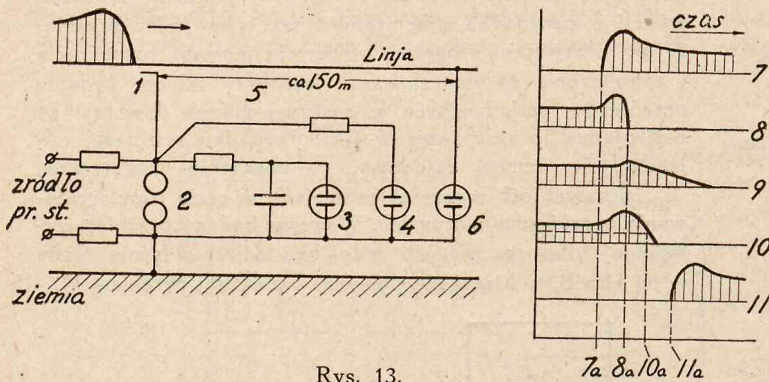 Linja
1
5
ca 150 m
źródło
pr. st.
2
3
4
6
ziemia
czas
7
8
9
10
11
7a 8a 10a 11a
Rys. 13.